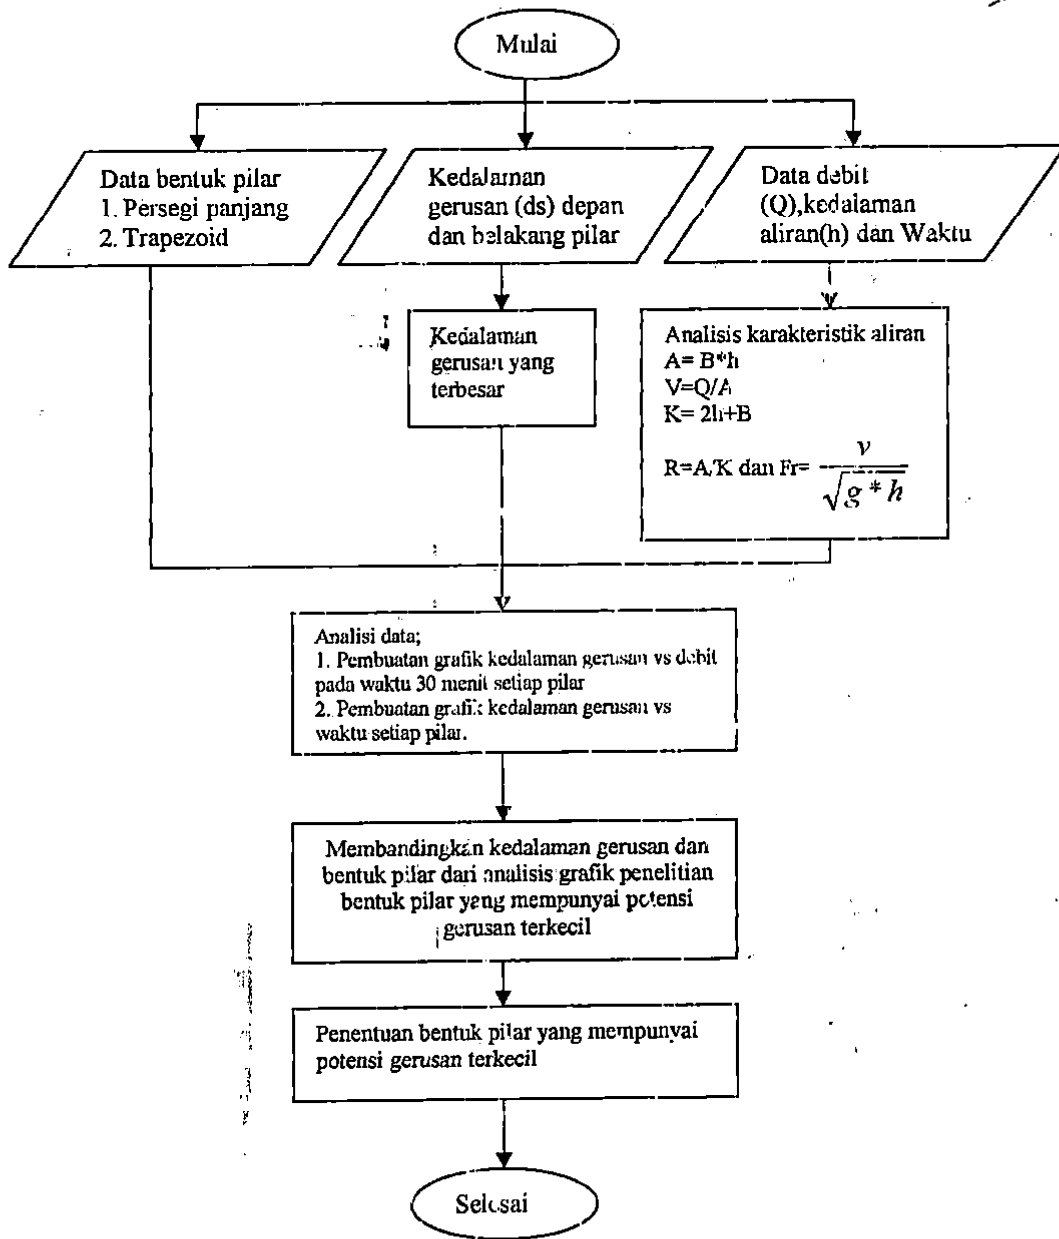 Mulai
Data bentuk pilar
1. Persegi panjang
2. Trapezoid
Kedalaman
gerusan (ds) depan
dan belakang pilar
Data debit
(Q),kedalaman
aliran(h) dan Waktu
Kedalaman
gerusan yang
terbesar
Analisis karakteristik aliran
A= B*h
V=Q/A
K= 2h+B
R=A/K dan Fr= v / √g * h
Analisi data;
1. Pembuatan grafik kedalaman gerusan vs debit
pada waktu 30 menit setiap pilar
2. Pembuatan grafik kedalaman gerusan vs
waktu setiap pilar.
Membandingkan kedalaman gerusan dan
bentuk pilar dari analisis grafik penelitian
bentuk pilar yang mempunyai potensi
gerusan terkecil
Penentuan bentuk pilar yang mempunyai
potensi gerusan terkecil
Selesai